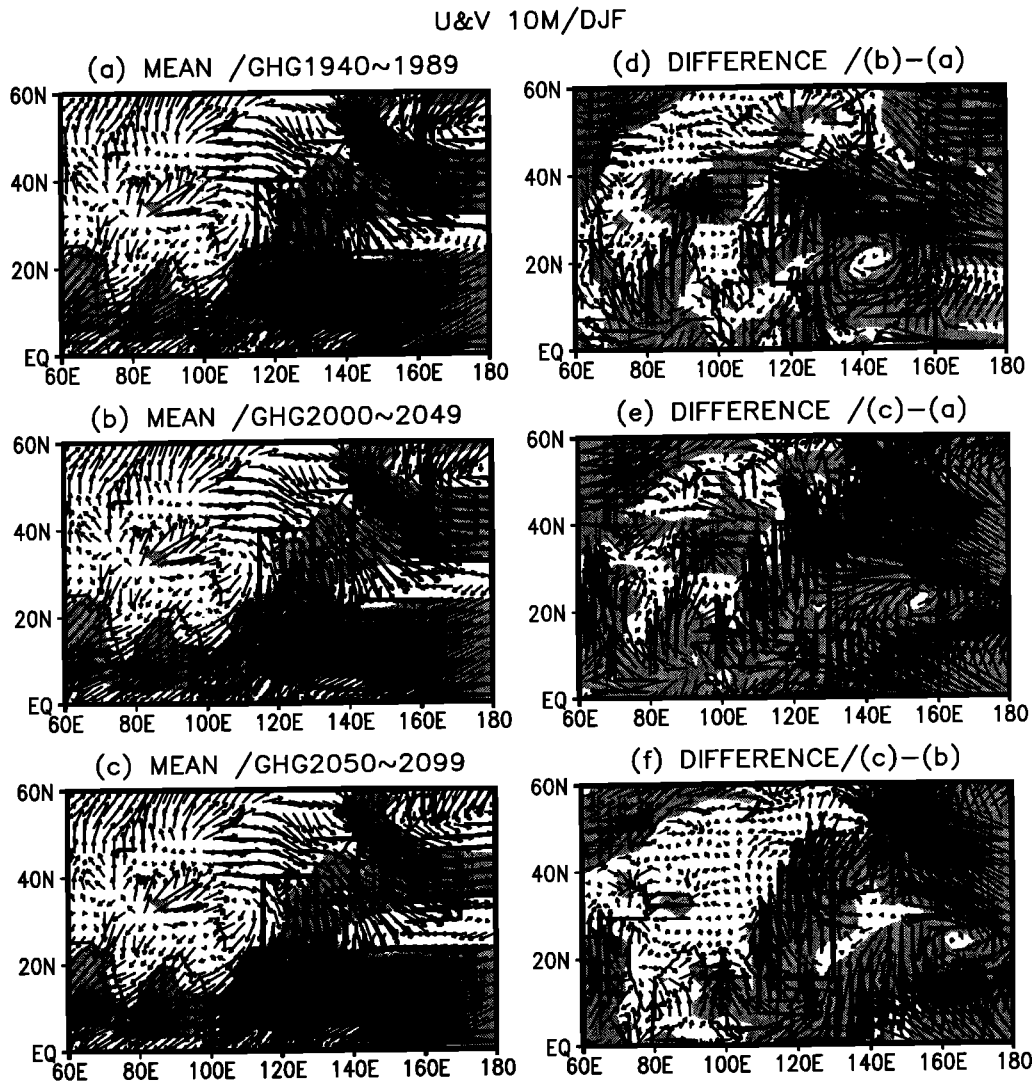 U&V 10M/DJF
(a) MEAN /GHG1940~1989
60N
40N
20N
EQ
60E 80E 100E 120E 140E 160E 180
(d) DIFFERENCE /(b)-(a)
60N
40N
20N
EQ
60E 80E 100E 120E 140E 160E 180
(b) MEAN /GHG2000~2049
60N
40N
20N
EQ
60E 80E 100E 120E 140E 160E 180
(e) DIFFERENCE /(c)-(a)
60N
40N
20N
EQ
60E 80E 100E 120E 140E 160E 180
(c) MEAN /GHG2050~2099
60N
40N
20N
EQ
60E 80E 100E 120E 140E 160E 180
(f) DIFFERENCE/(c)-(b)
60N
40N
20N
EQ
60E 80E 100E 120E 140E 160E 180